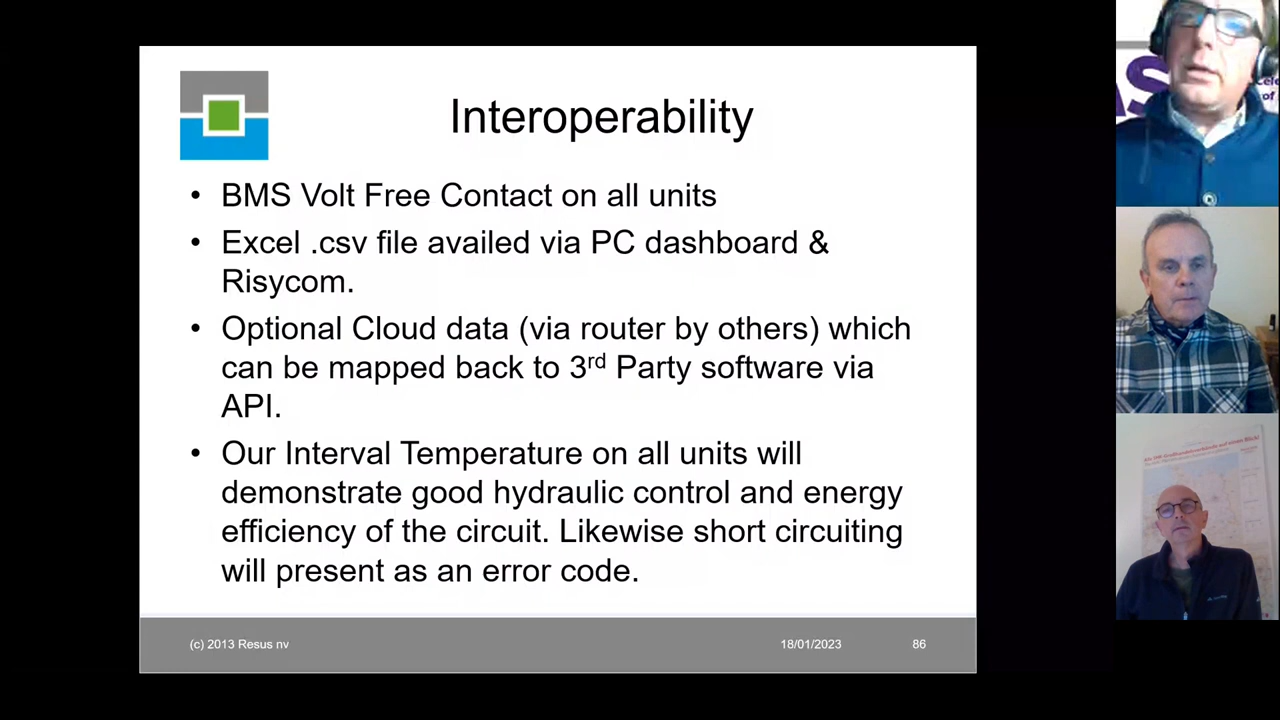 Interoperability
• BMS Volt Free Contact on all units
• Excel .csv file availed via PC dashboard &
Risycom.
• Optional Cloud data (via router by others) which
can be mapped back to 3rd Party software via
API.
• Our Interval Temperature on all units will
demonstrate good hydraulic control and energy
efficiency of the circuit. Likewise short circuiting
will present as an error code.
(c) 2013 Resus nv 18/01/2023 86
of